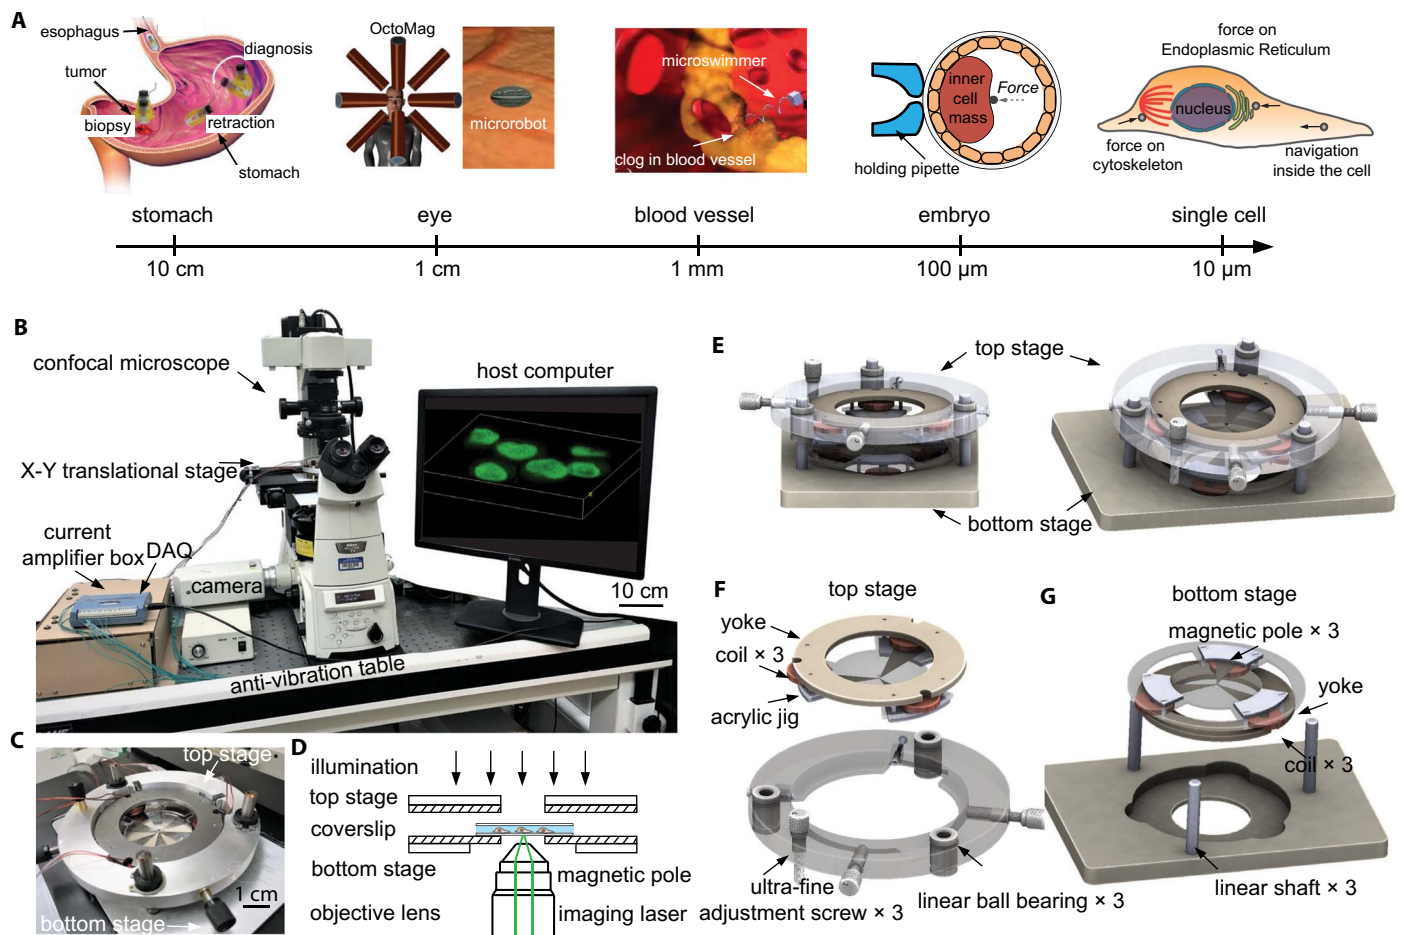 A
esophagus
diagnosis
tumor
biopsy
retraction
stomach
OctoMag
microrobot
microswimmer
clog in blood vessel
inner
cell
mass
Force
holding pipette
force on
Endoplasmic Reticulum
nucleus
force on
cytoskeleton
navigation
inside the cell
stomach
eye
blood vessel
embryo
single cell
10 cm
1 cm
1 mm
100 µm
10 µm
B
confocal microscope
host computer
X-Y translational stage
current
amplifier box
DAQ
camera
10 cm
anti-vibration table
C
top stage
1 cm
bottom stage
D
illumination
top stage
coverslip
bottom stage
magnetic pole
objective lens
imaging laser
E
top stage
bottom stage
F
top stage
yoke
coil × 3
acrylic jig
ultra-fine
adjustment screw × 3
linear ball bearing × 3
G
bottom stage
magnetic pole × 3
yoke
coil × 3
linear shaft × 3